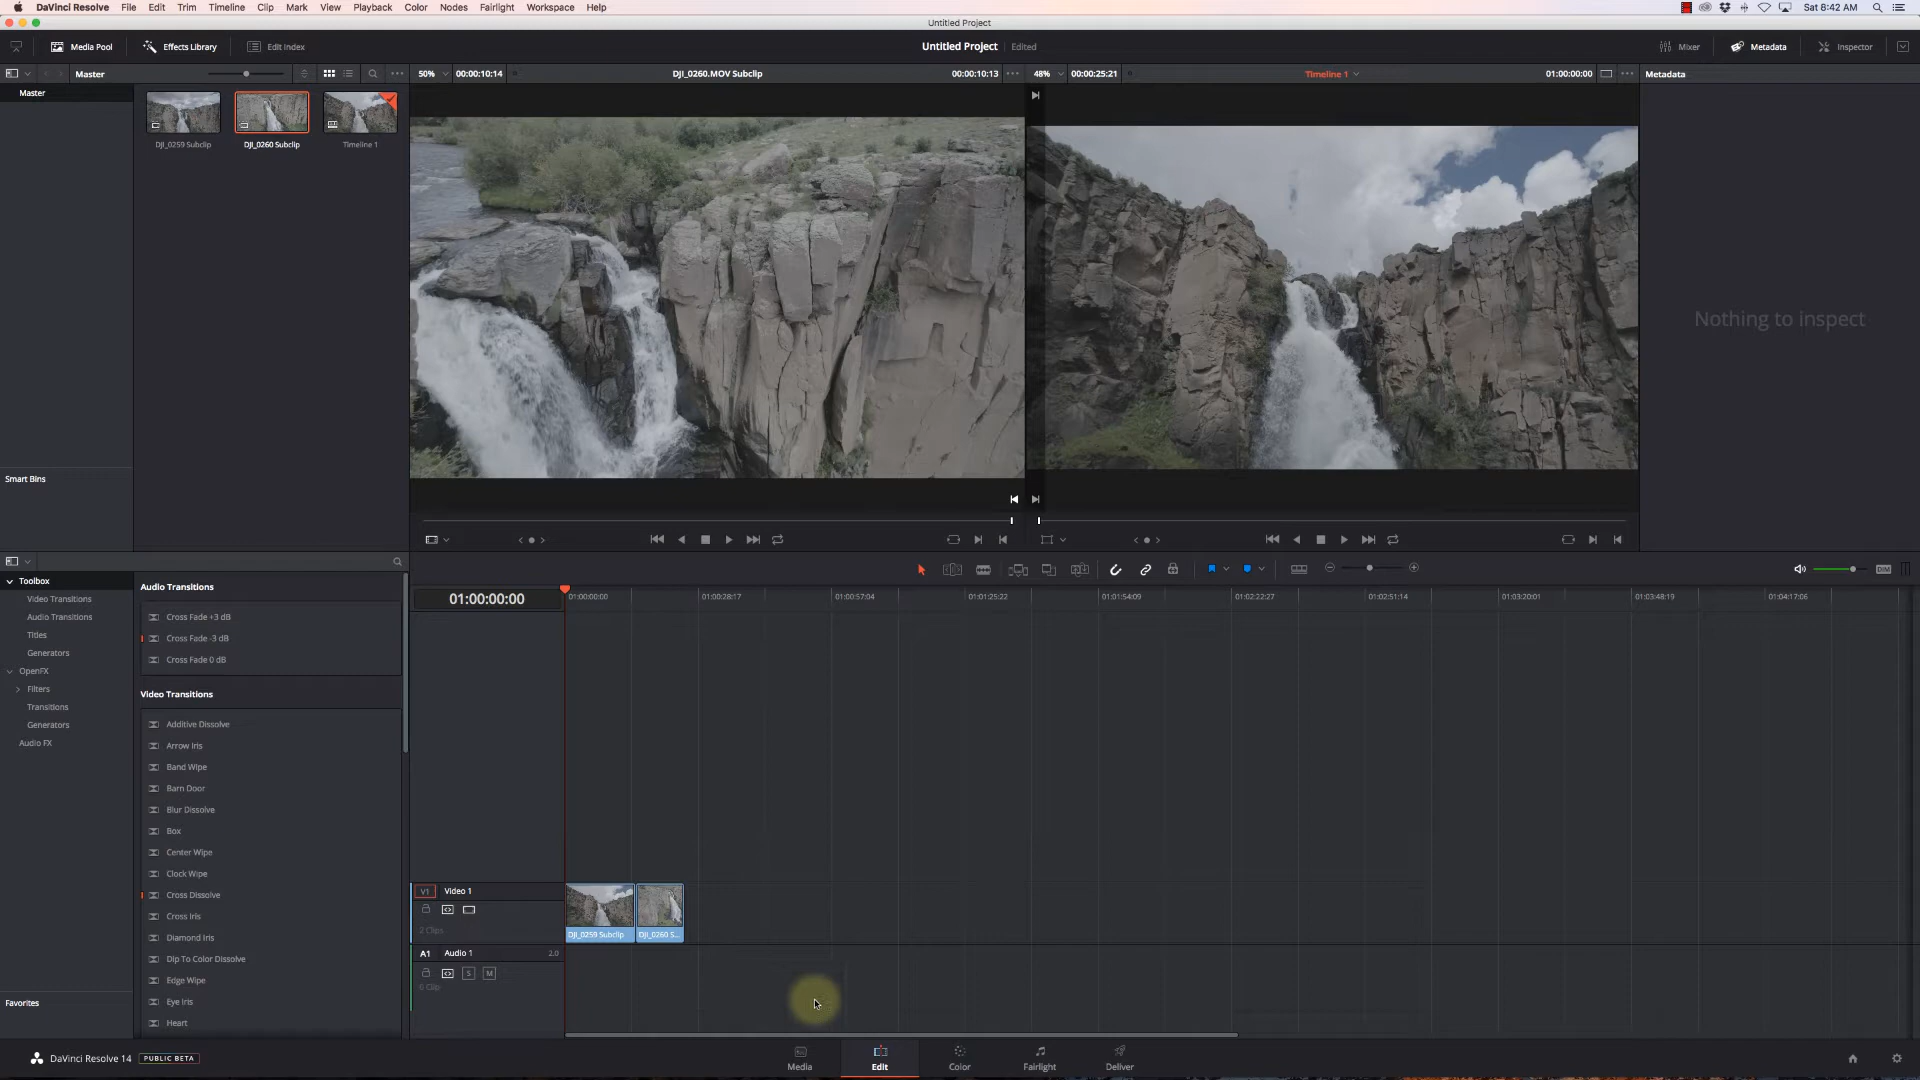 DaVinci Resolve File Edit Trim Timeline Clip Mark View Playback Color Nodes Fairlight Workspace Help Sat 8:42 AM
Untitled Project
Media Pool Effects Library Edit Index Untitled Project Edited Mixer Metadata Inspector
Master 50% 00:00:10:14 DJI_0260.MOV Subclip 00:00:10:13 48% 00:00:25:21 Timeline 1 01:00:00:00 Metadata
Master
DJI_0259 Subclip DJI_0260 Subclip Timeline 1
Nothing to inspect
Smart Bins
Toolbox
Video Transitions
Audio Transitions
Titles
Generators
OpenFX
Filters
Transitions
Generators
Audio FX
Favorites
Audio Transitions
Cross Fade +3 dB
Cross Fade -3 dB
Cross Fade 0 dB
Video Transitions
Additive Dissolve
Arrow Iris
Band Wipe
Barn Door
Blur Dissolve
Box
Center Wipe
Clock Wipe
Cross Dissolve
Cross Iris
Diamond Iris
Dip To Color Dissolve
Edge Wipe
Eye Iris
Heart
DIM
01:00:00:00 01:00:00:00 01:00:28:17 01:00:57:04 01:01:25:22 01:01:54:09 01:02:22:27 01:02:51:14 01:03:20:01 01:03:48:19 01:04:17:06
V1 Video 1
2 Clips
DJI_0259 Subclip DJI_0260 S...
A1 Audio 1 2.0
S M
0 Clip
DaVinci Resolve 14 PUBLIC BETA
Media Edit Color Fairlight Deliver